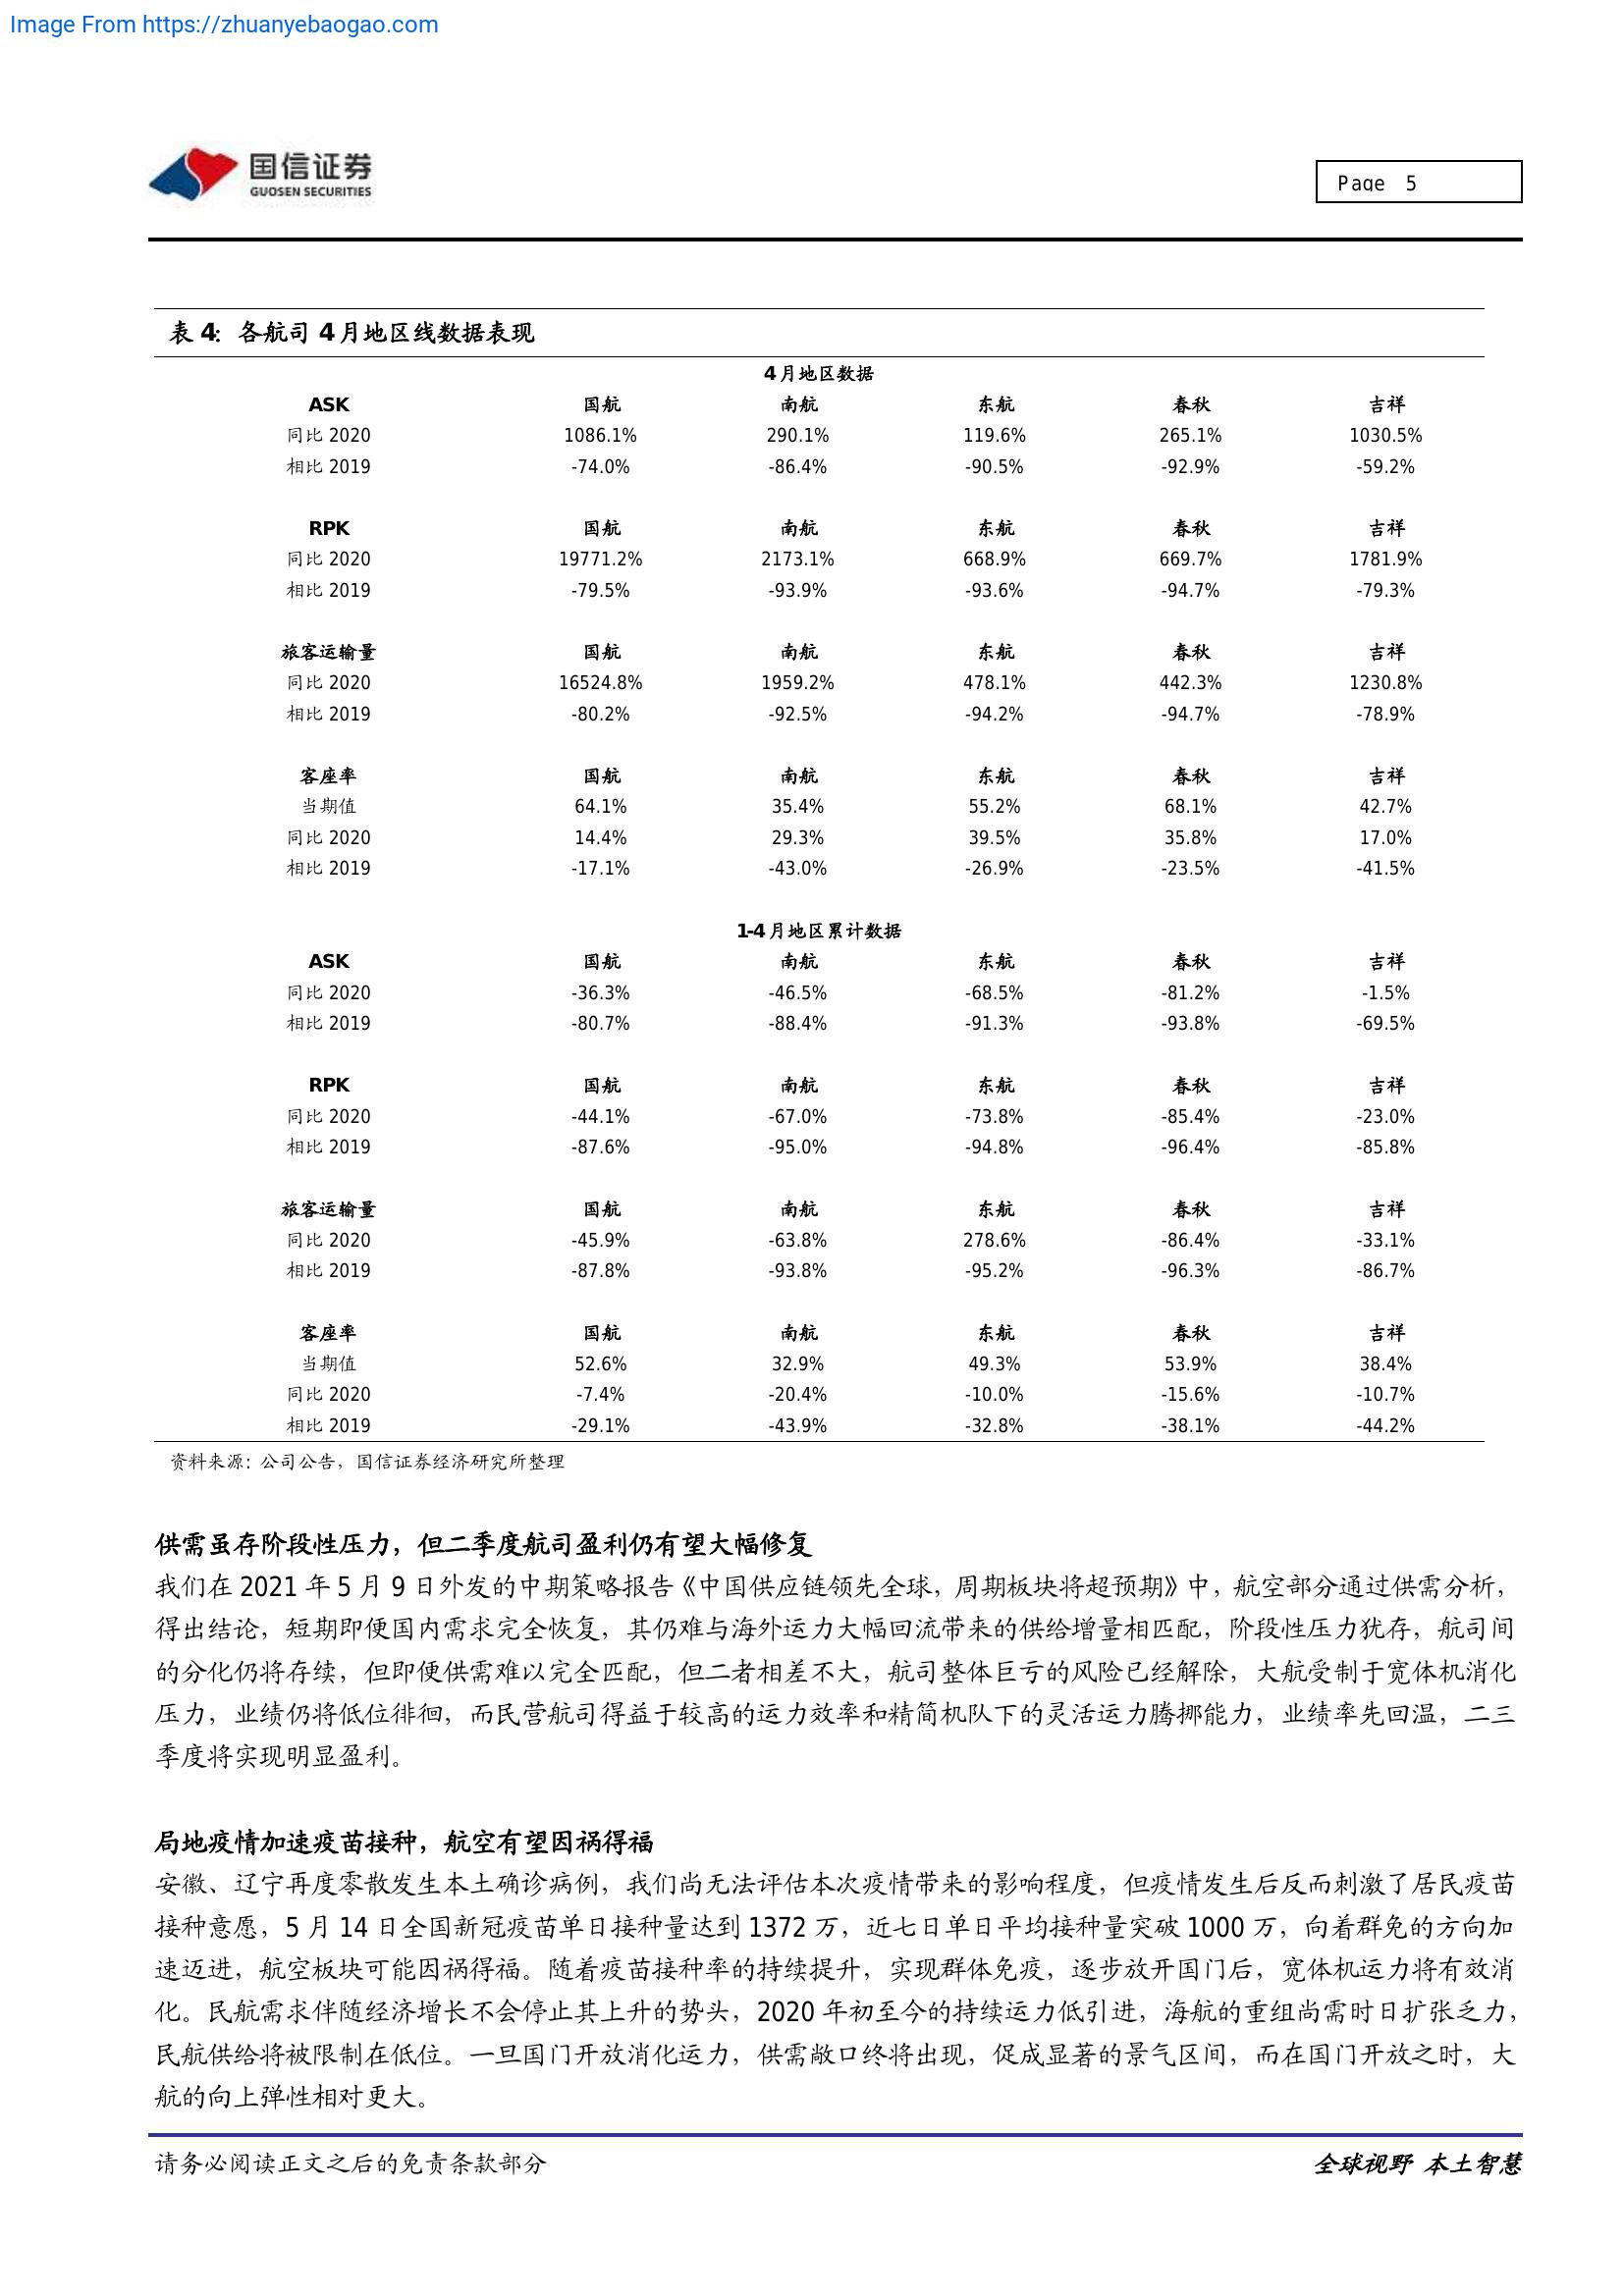 Image From https://zhuanyebaogao.com
国信证券
GUOSEN SECURITIES
Page 5
表 4: 各航司 4 月地区线数据表现
4 月地区数据
ASK 国航 南航 东航 春秋 吉祥
同比 2020 1086.1% 290.1% 119.6% 265.1% 1030.5%
相比 2019 -74.0% -86.4% -90.5% -92.9% -59.2%
RPK 国航 南航 东航 春秋 吉祥
同比 2020 19771.2% 2173.1% 668.9% 669.7% 1781.9%
相比 2019 -79.5% -93.9% -93.6% -94.7% -79.3%
旅客运输量 国航 南航 东航 春秋 吉祥
同比 2020 16524.8% 1959.2% 478.1% 442.3% 1230.8%
相比 2019 -80.2% -92.5% -94.2% -94.7% -78.9%
客座率 国航 南航 东航 春秋 吉祥
当期值 64.1% 35.4% 55.2% 68.1% 42.7%
同比 2020 14.4% 29.3% 39.5% 35.8% 17.0%
相比 2019 -17.1% -43.0% -26.9% -23.5% -41.5%
1-4 月地区累计数据
ASK 国航 南航 东航 春秋 吉祥
同比 2020 -36.3% -46.5% -68.5% -81.2% -1.5%
相比 2019 -80.7% -88.4% -91.3% -93.8% -69.5%
RPK 国航 南航 东航 春秋 吉祥
同比 2020 -44.1% -67.0% -73.8% -85.4% -23.0%
相比 2019 -87.6% -95.0% -94.8% -96.4% -85.8%
旅客运输量 国航 南航 东航 春秋 吉祥
同比 2020 -45.9% -63.8% 278.6% -86.4% -33.1%
相比 2019 -87.8% -93.8% -95.2% -96.3% -86.7%
客座率 国航 南航 东航 春秋 吉祥
当期值 52.6% 32.9% 49.3% 53.9% 38.4%
同比 2020 -7.4% -20.4% -10.0% -15.6% -10.7%
相比 2019 -29.1% -43.9% -32.8% -38.1% -44.2%
资料来源: 公司公告，国信证券经济研究所整理
供需虽存阶段性压力，但二季度航司盈利仍有望大幅修复
我们在 2021 年 5 月 9 日外发的中期策略报告《中国供应链领先全球，周期板块将超预期》中，航空部分通过供需分析，
得出结论，短期即便国内需求完全恢复，其仍难与海外运力大幅回流带来的供给增量相匹配，阶段性压力犹存，航司间
的分化仍将存续，但即便供需难以完全匹配，但二者相差不大，航司整体巨亏的风险已经解除，大航受制于宽体机消化
压力，业绩仍将低位徘徊，而民营航司得益于较高的运力效率和精简机队下的灵活运力腾挪能力，业绩率先回温，二三
季度将实现明显盈利。
局地疫情加速疫苗接种，航空有望因祸得福
安徽、辽宁再度零散发生本土确诊病例，我们尚无法评估本次疫情带来的影响程度，但疫情发生后反而刺激了居民疫苗
接种意愿，5 月 14 日全国新冠疫苗单日接种量达到 1372 万，近七日单日平均接种量突破 1000 万，向着群免的方向加
速迈进，航空板块可能因祸得福。随着疫苗接种率的持续提升，实现群体免疫，逐步放开国门后，宽体机运力将有效消
化。民航需求伴随经济增长不会停止其上升的势头，2020 年初至今的持续运力低引进，海航的重组尚需时日扩张乏力，
民航供给将被限制在低位。一旦国门开放消化运力，供需敞口终将出现，促成显著的景气区间，而在国门开放之时，大
航的向上弹性相对更大。
请务必阅读正文之后的免责条款部分
全球视野 本土智慧